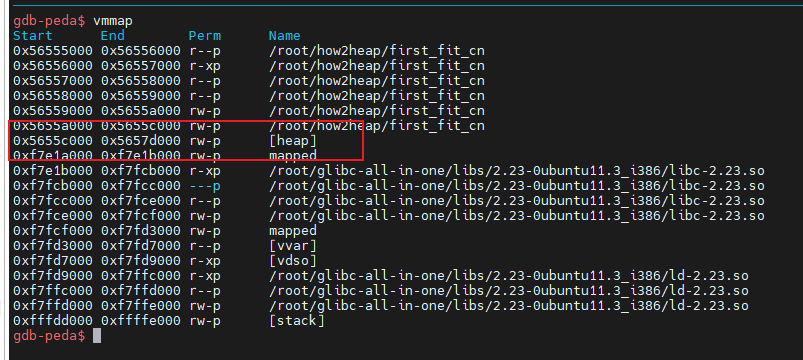 gdb-peda$ vmmap
Start      End        Perm      Name
0x56555000 0x56556000 r--p      /root/how2heap/first_fit_cn
0x56556000 0x56557000 r-xp      /root/how2heap/first_fit_cn
0x56557000 0x56558000 r--p      /root/how2heap/first_fit_cn
0x56558000 0x56559000 r--p      /root/how2heap/first_fit_cn
0x56559000 0x5655a000 rw-p      /root/how2heap/first_fit_cn
0x5655a000 0x5655c000 rw-p      /root/how2heap/first_fit_cn
0x5655c000 0x5657d000 rw-p      [heap]
0xf7e1a000 0xf7e1b000 rw-p      mapped
0xf7e1b000 0xf7fcb000 r-xp      /root/glibc-all-in-one/libs/2.23-0ubuntu11.3_i386/libc-2.23.so
0xf7fcb000 0xf7fcc000 ---p      /root/glibc-all-in-one/libs/2.23-0ubuntu11.3_i386/libc-2.23.so
0xf7fcc000 0xf7fce000 r--p      /root/glibc-all-in-one/libs/2.23-0ubuntu11.3_i386/libc-2.23.so
0xf7fce000 0xf7fcf000 rw-p      /root/glibc-all-in-one/libs/2.23-0ubuntu11.3_i386/libc-2.23.so
0xf7fcf000 0xf7fd3000 rw-p      mapped
0xf7fd3000 0xf7fd7000 r--p      [vvar]
0xf7fd7000 0xf7fd9000 r-xp      [vdso]
0xf7fd9000 0xf7ffc000 r-xp      /root/glibc-all-in-one/libs/2.23-0ubuntu11.3_i386/ld-2.23.so
0xf7ffc000 0xf7ffd000 r--p      /root/glibc-all-in-one/libs/2.23-0ubuntu11.3_i386/ld-2.23.so
0xf7ffd000 0xf7ffe000 rw-p      /root/glibc-all-in-one/libs/2.23-0ubuntu11.3_i386/ld-2.23.so
0xfffdd000 0xffffe000 rw-p      [stack]
gdb-peda$